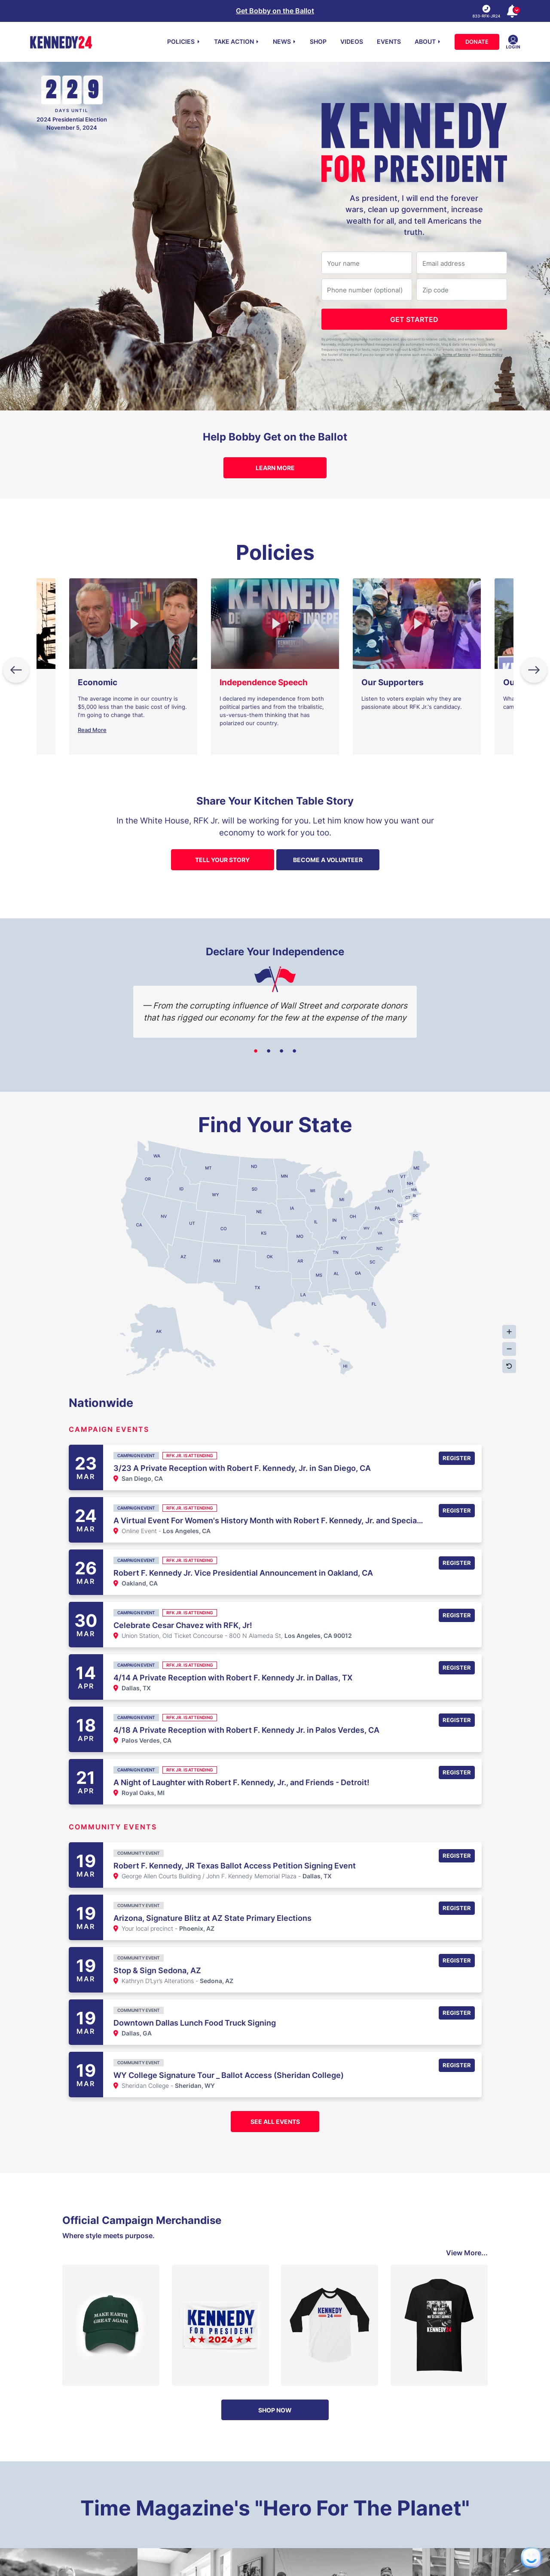 Get Bobby on the Ballot
833-RFK-JR24
KENNEDY24
POLICIES
TAKE ACTION
NEWS
SHOP
VIDEOS
EVENTS
ABOUT
DONATE
LOGIN
2 2 9
DAYS UNTIL
2024 Presidential Election
November 5, 2024
KENNEDY
FOR PRESIDENT
As president, I will end the forever
wars, clean up government, increase
wealth for all, and tell Americans the
truth.
Your name
Email address
Phone number (optional)
Zip code
GET STARTED
Terms of Service and Privacy Policy
Help Bobby Get on the Ballot
LEARN MORE
Policies
Economic
The average income in our country is
$5,000 less than the basic cost of living.
I'm going to change that.
Read More
Independence Speech
I declared my independence from both
political parties and from the tribalistic,
us-versus-them thinking that has
polarized our country.
Our Supporters
Listen to voters explain why they are
passionate about RFK Jr.'s candidacy.
Share Your Kitchen Table Story
In the White House, RFK Jr. will be working for you. Let him know how you want our
economy to work for you too.
TELL YOUR STORY
BECOME A VOLUNTEER
Declare Your Independence
— From the corrupting influence of Wall Street and corporate donors
that has rigged our economy for the few at the expense of the many
Find Your State
WA
MT
ND
MN
ME
VT
NH
OR
ID
WY
SD
WI
MI
NY
MA
CT
RI
NV
UT
CO
NE
IA
IL
IN
OH
PA
NJ
MD
DE
DC
CA
KS
MO
KY
WV
VA
AZ
NM
OK
AR
TN
NC
SC
TX
LA
MS
AL
GA
FL
AK
HI
Nationwide
CAMPAIGN EVENTS
23
MAR
CAMPAIGN EVENT
RFK JR. IS ATTENDING
3/23 A Private Reception with Robert F. Kennedy, Jr. in San Diego, CA
San Diego, CA
REGISTER
24
MAR
CAMPAIGN EVENT
RFK JR. IS ATTENDING
A Virtual Event For Women's History Month with Robert F. Kennedy, Jr. and Specia...
Online Event - Los Angeles, CA
REGISTER
26
MAR
CAMPAIGN EVENT
RFK JR. IS ATTENDING
Robert F. Kennedy Jr. Vice Presidential Announcement in Oakland, CA
Oakland, CA
REGISTER
30
MAR
CAMPAIGN EVENT
RFK JR. IS ATTENDING
Celebrate Cesar Chavez with RFK, Jr!
Union Station, Old Ticket Concourse - 800 N Alameda St, Los Angeles, CA 90012
REGISTER
14
APR
CAMPAIGN EVENT
RFK JR. IS ATTENDING
4/14 A Private Reception with Robert F. Kennedy Jr. in Dallas, TX
Dallas, TX
REGISTER
18
APR
CAMPAIGN EVENT
RFK JR. IS ATTENDING
4/18 A Private Reception with Robert F. Kennedy Jr. in Palos Verdes, CA
Palos Verdes, CA
REGISTER
21
APR
CAMPAIGN EVENT
RFK JR. IS ATTENDING
A Night of Laughter with Robert F. Kennedy, Jr., and Friends - Detroit!
Royal Oaks, MI
REGISTER
COMMUNITY EVENTS
19
MAR
COMMUNITY EVENT
Robert F. Kennedy, JR Texas Ballot Access Petition Signing Event
George Allen Courts Building / John F. Kennedy Memorial Plaza - Dallas, TX
REGISTER
19
MAR
COMMUNITY EVENT
Arizona, Signature Blitz at AZ State Primary Elections
Your local precinct - Phoenix, AZ
REGISTER
19
MAR
COMMUNITY EVENT
Stop & Sign Sedona, AZ
Kathryn D'Lyr's Alterations - Sedona, AZ
REGISTER
19
MAR
COMMUNITY EVENT
Downtown Dallas Lunch Food Truck Signing
Dallas, GA
REGISTER
19
MAR
COMMUNITY EVENT
WY College Signature Tour _ Ballot Access (Sheridan College)
Sheridan College - Sheridan, WY
REGISTER
SEE ALL EVENTS
Official Campaign Merchandise
Where style meets purpose.
View More...
MAKE EARTH
GREAT AGAIN
KENNEDY
FOR PRESIDENT
2024
KENNEDY
24
KENNEDY24
SHOP NOW
Time Magazine's "Hero For The Planet"